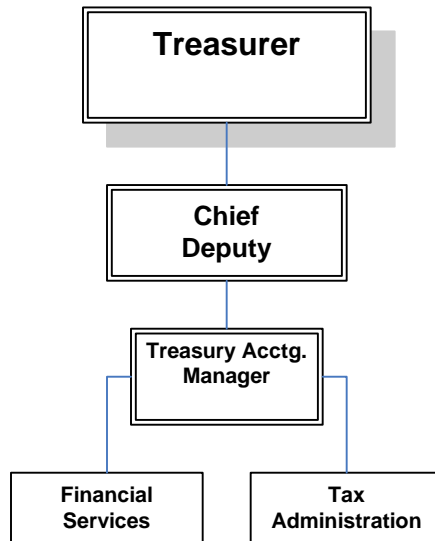 Treasurer
Chief
Deputy
Treasury Acctg.
Manager
Financial
Services
Tax
Administration